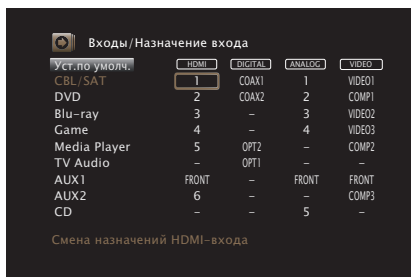 Входы/Назначение входа
Уст.по умолч. HDMI DIGITAL ANALOG VIDEO
CBL/SAT 1 COAX1 1 VIDEO1
DVD 2 COAX2 2 COMP1
Blu-ray 3 – 3 VIDEO2
Game 4 – 4 VIDEO3
Media Player 5 OPT2 – COMP2
TV Audio – OPT1 – –
AUX1 FRONT – FRONT FRONT
AUX2 6 – – COMP3
CD – – 5 –
Смена назначений HDMI-входа